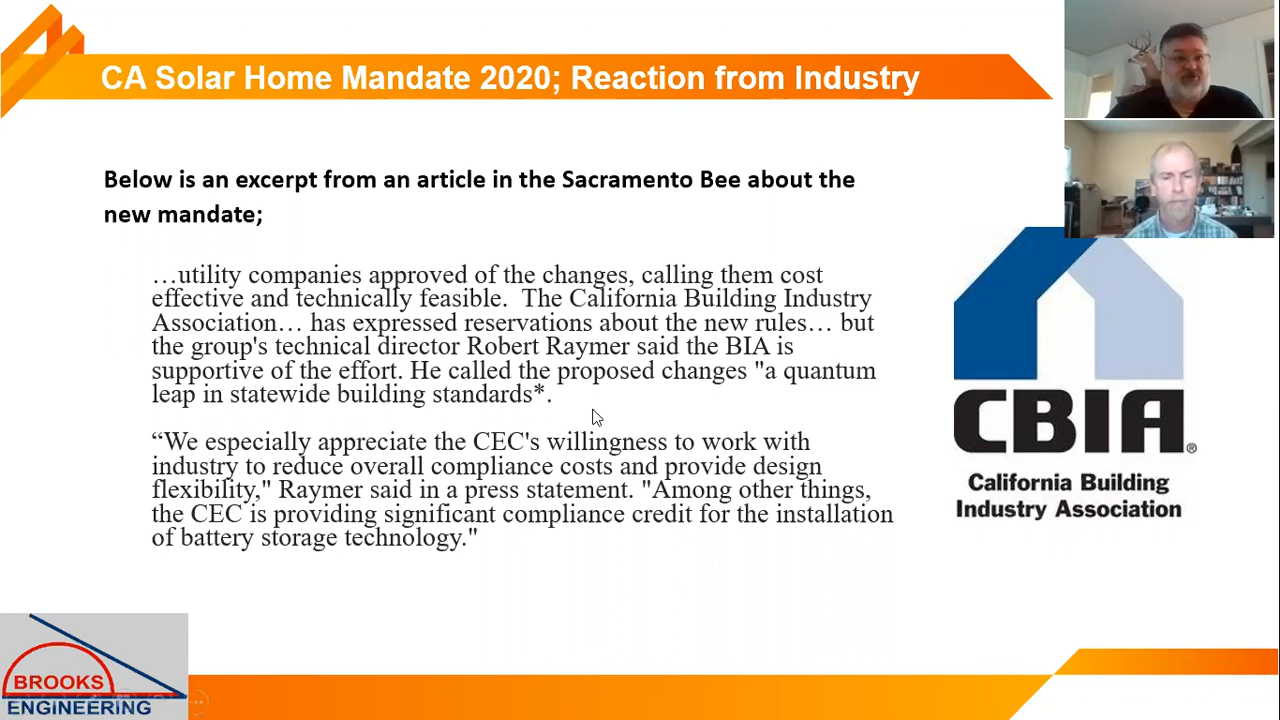 CA Solar Home Mandate 2020; Reaction from Industry
Below is an excerpt from an article in the Sacramento Bee about the
new mandate;
…utility companies approved of the changes, calling them cost
effective and technically feasible.  The California Building Industry
Association… has expressed reservations about the new rules… but
the group's technical director Robert Raymer said the BIA is
supportive of the effort. He called the proposed changes "a quantum
leap in statewide building standards*.
“We especially appreciate the CEC's willingness to work with
industry to reduce overall compliance costs and provide design
flexibility," Raymer said in a press statement. "Among other things,
the CEC is providing significant compliance credit for the installation
of battery storage technology."
CBIA®
California Building
Industry Association
BROOKS
ENGINEERING